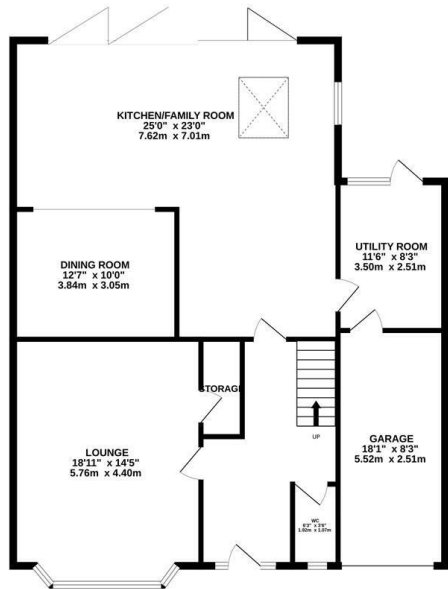 KITCHEN/FAMILY ROOM
25'0" x 23'0"
7.62m x 7.01m
DINING ROOM
12'7" x 10'0"
3.84m x 3.05m
UTILITY ROOM
11'6" x 8'3"
3.50m x 2.51m
STORAGE
LOUNGE
18'11" x 14'5"
5.76m x 4.40m
UP
GARAGE
18'1" x 8'3"
5.52m x 2.51m
WC